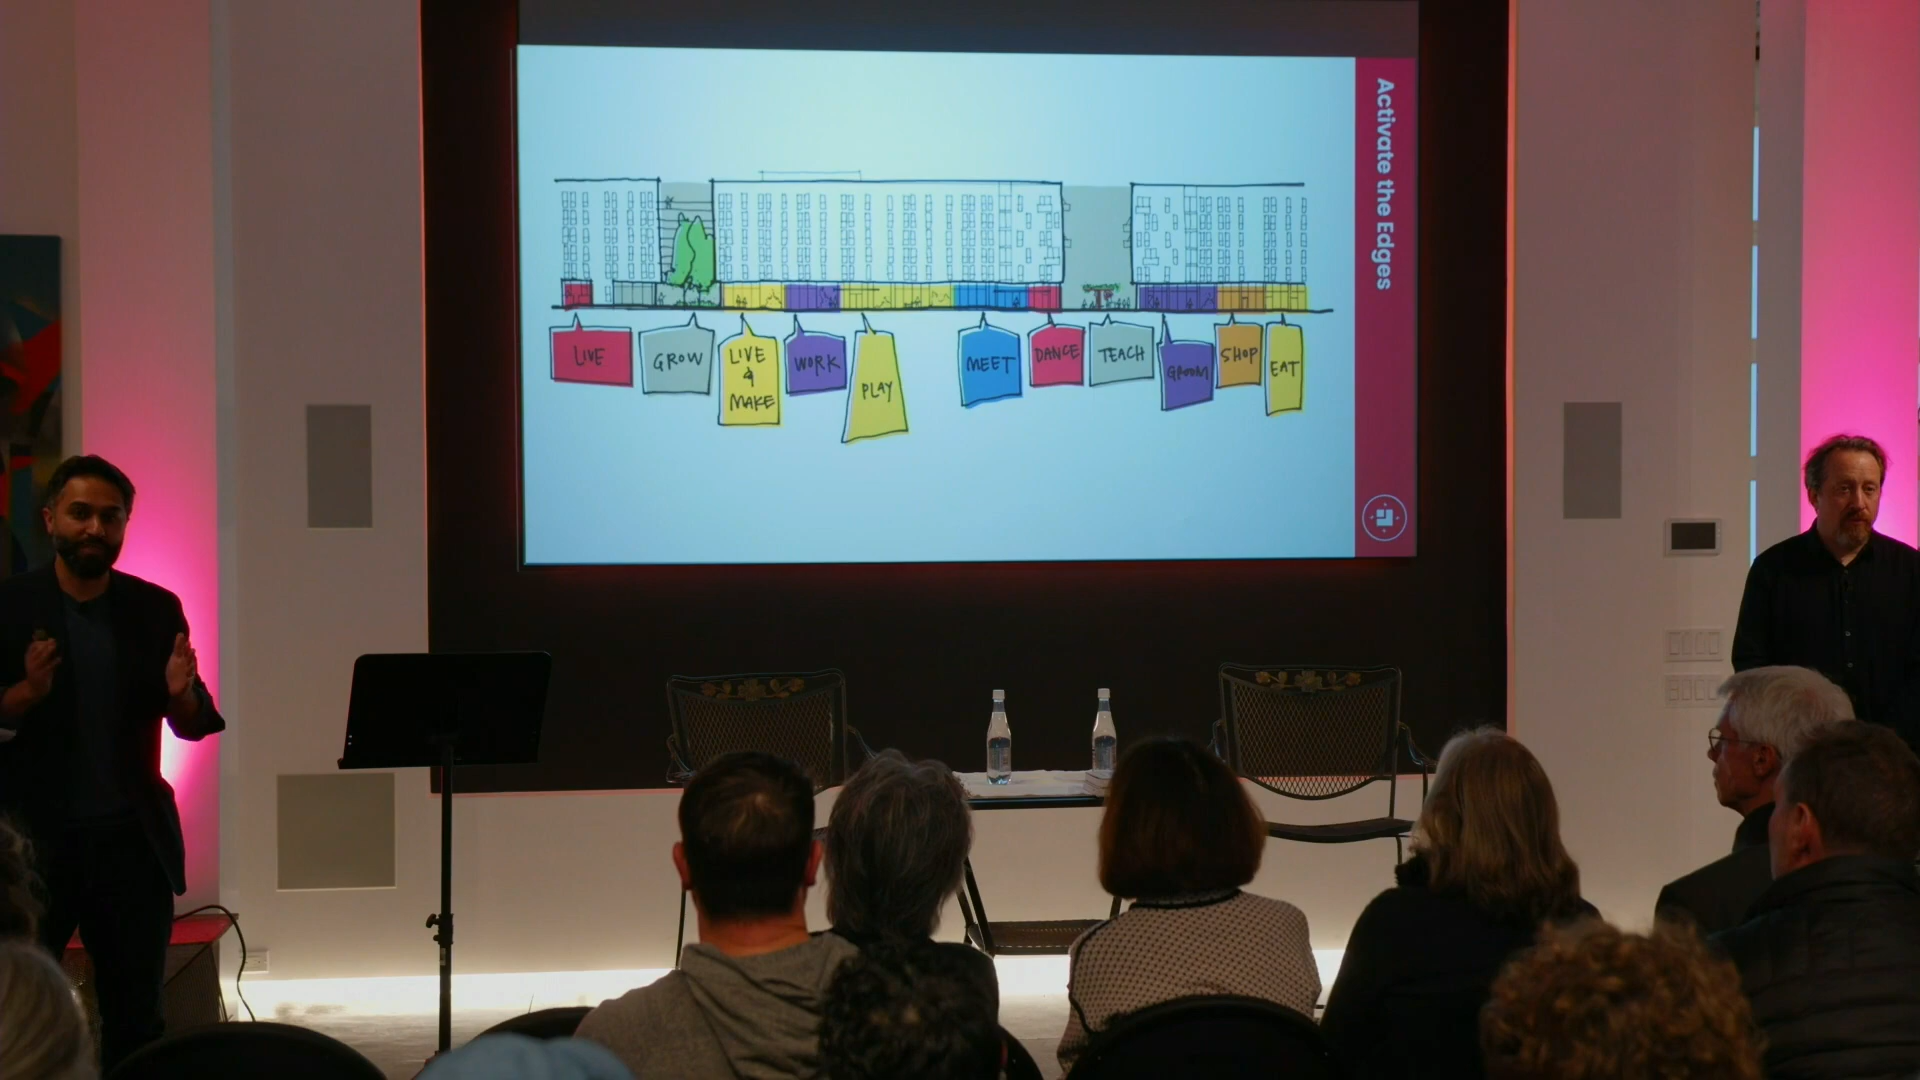 Activate the Edges
LIVE
GROW
LIVE
&
MAKE
WORK
PLAY
MEET
DANCE
TEACH
GROOM
SHOP
EAT